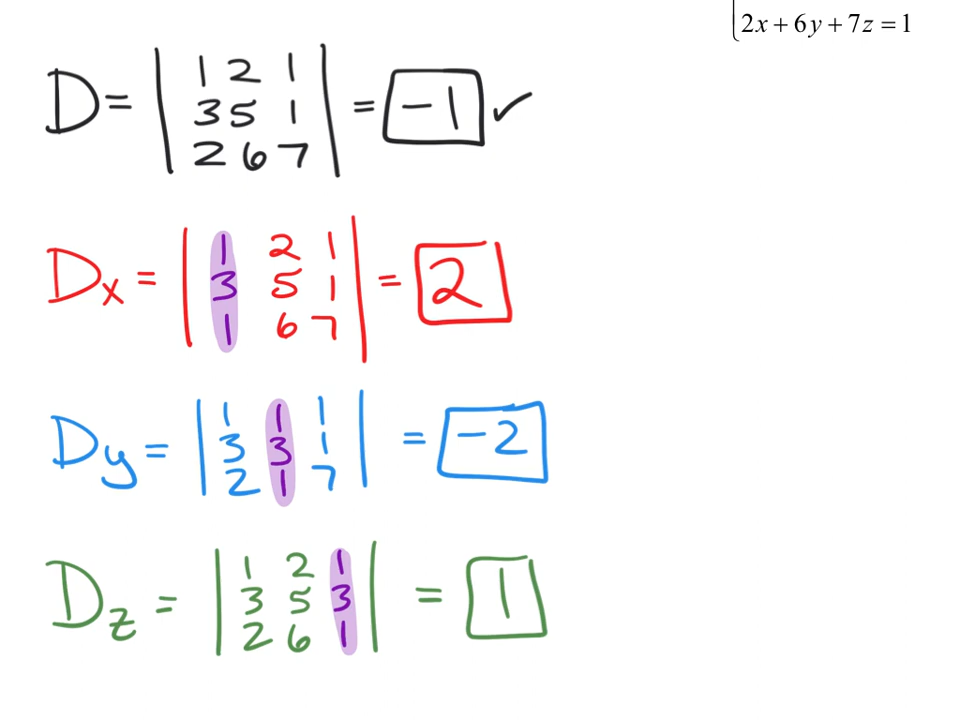 2x + 6y + 7z = 1
D = | 1 2 1 | = -1 ✓
3 5 1
2 6 7
Dx = | 1 2 1 | = 2
3 5 1
1 6 7
Dy = | 1 1 1 | = -2
3 3 1
2 1 7
Dz = | 1 2 1 | = 1
3 5 3
2 6 1